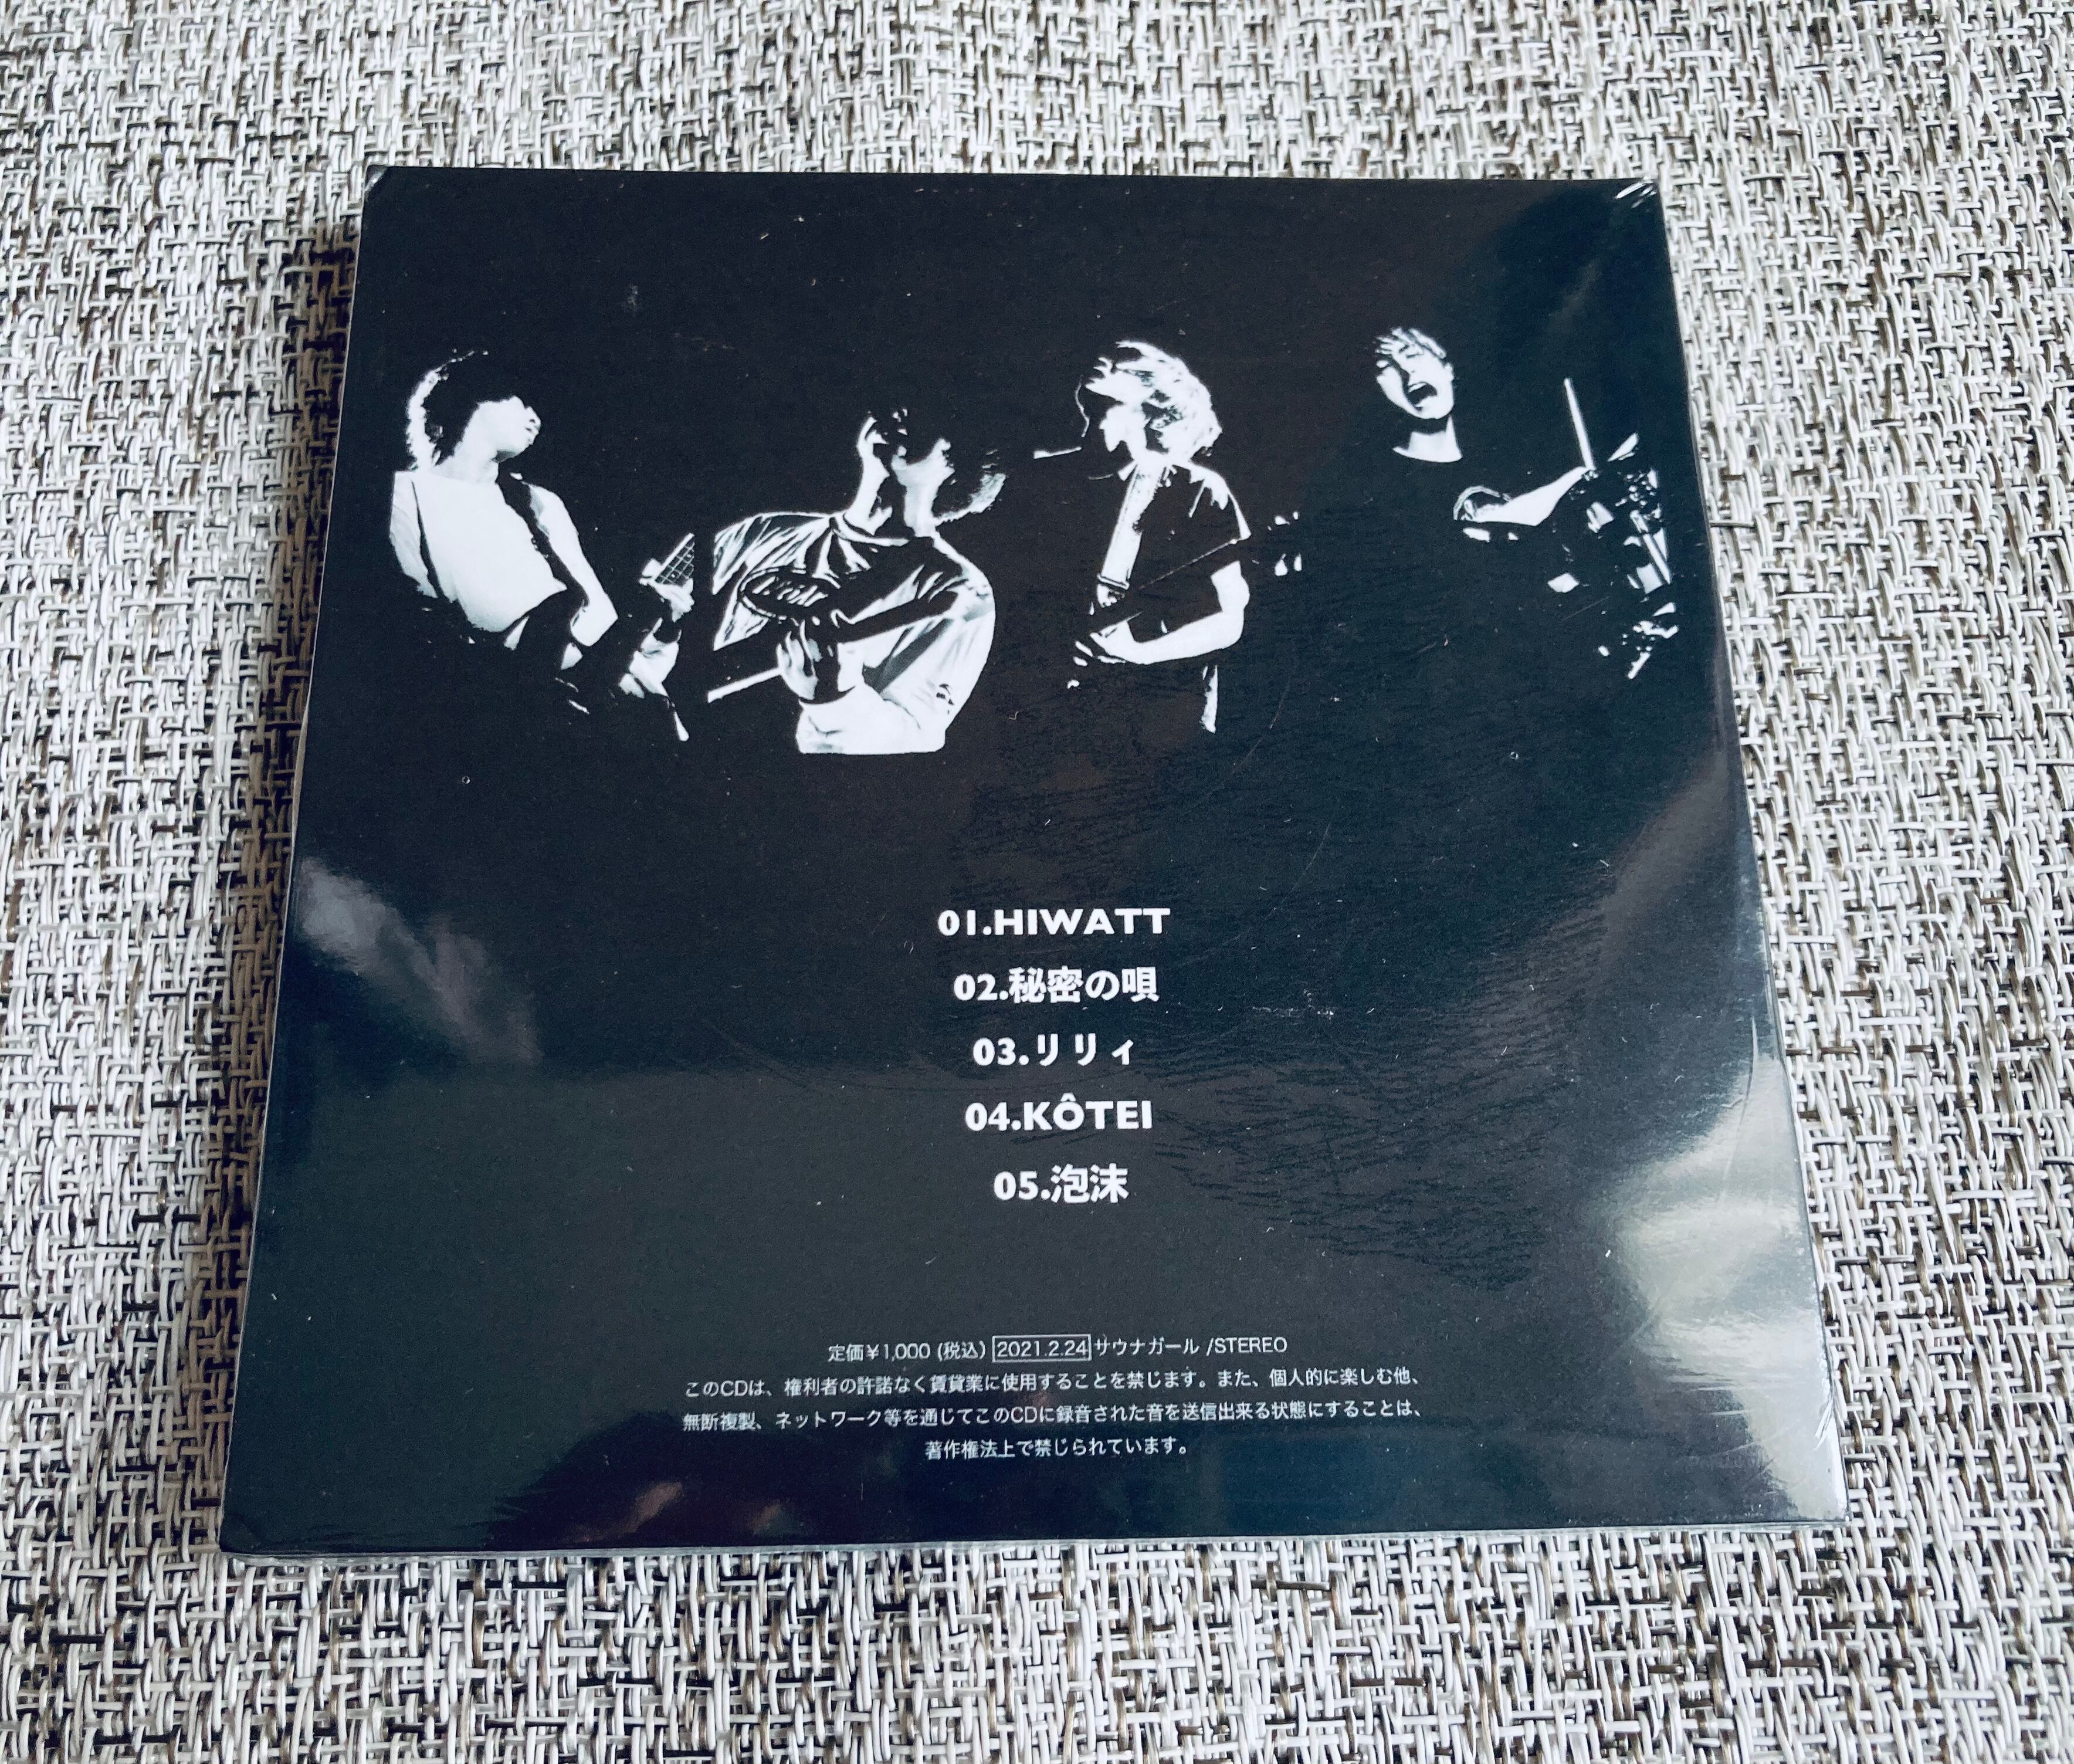 01.HIWATT
02.秘密の唄
03.リリィ
04.KÔTEI
05.泡沫
定価¥1,000 (税込) 2021.2.24 サウナガール /STEREO
このCDは、権利者の許諾なく賃貸業に使用することを禁じます。また、個人的に楽しむ他、
無断複製、ネットワーク等を通じてこのCDに録音された音を送信出来る状態にすることは、
著作権法上で禁じられています。